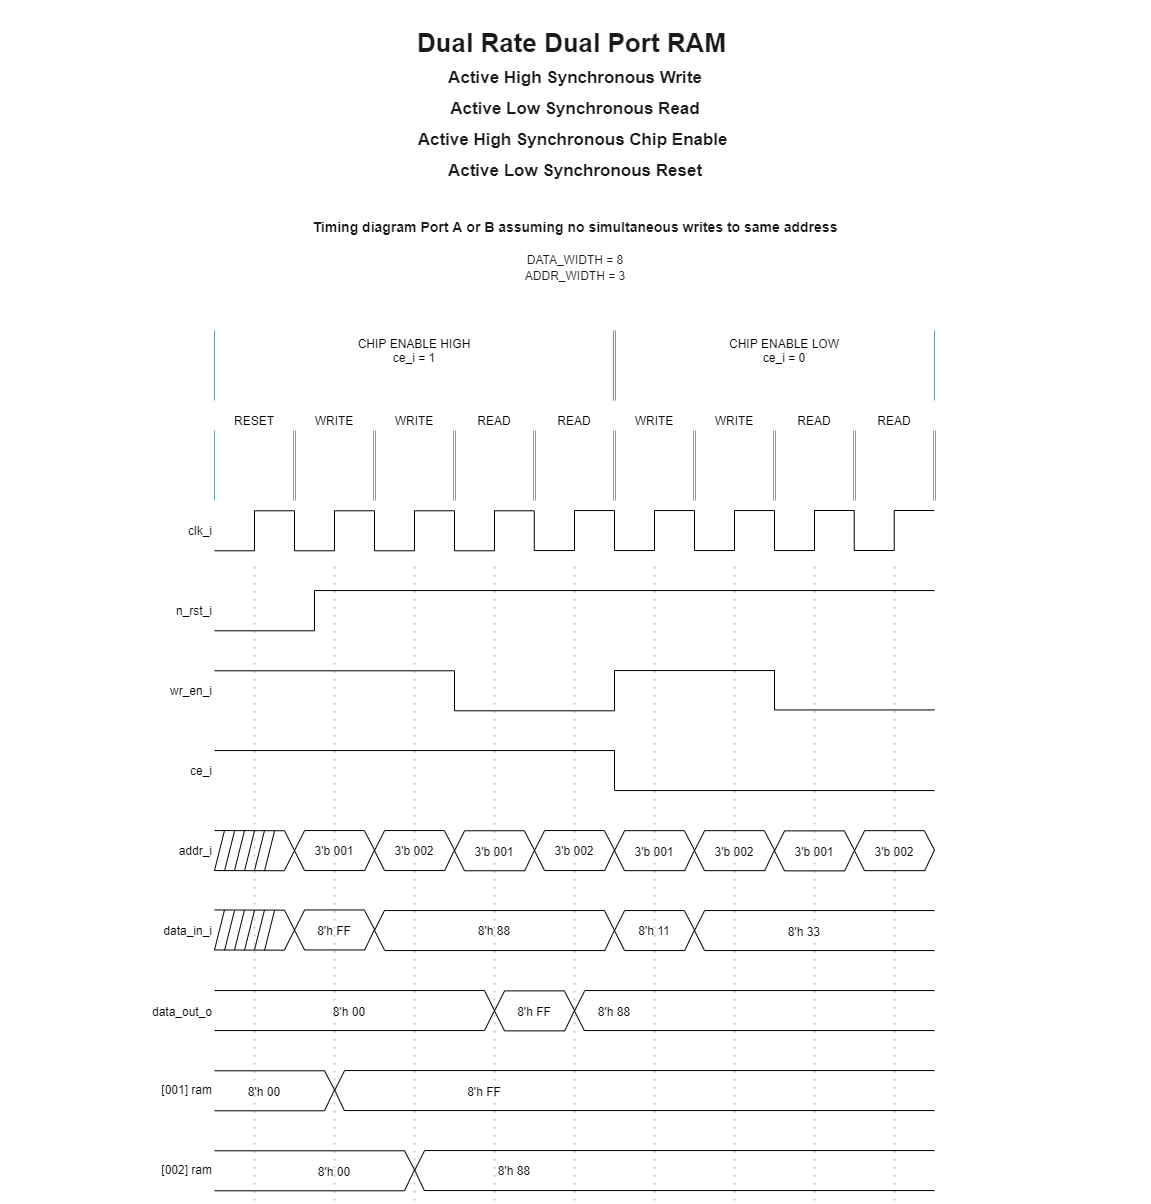 Dual Rate Dual Port RAM
Active High Synchronous Write
Active Low Synchronous Read
Active High Synchronous Chip Enable
Active Low Synchronous Reset
Timing diagram Port A or B assuming no simultaneous writes to same address
DATA_WIDTH = 8
ADDR_WIDTH = 3
CHIP ENABLE HIGH CHIP ENABLE LOW
ce_i = 1 ce_i = 0
RESET WRITE WRITE READ READ WRITE WRITE READ READ
clk_i
n_rst_i
wr_en_i
ce_i
addr_i 3'b 001 3'b 002 3'b 001 3'b 002 3'b 001 3'b 002 3'b 001 3'b 002
data_in_i 8'h FF 8'h 88 8'h 11 8'h 33
data_out_o 8'h 00 8'h FF 8'h 88
[001] ram 8'h 00 8'h FF
[002] ram 8'h 00 8'h 88